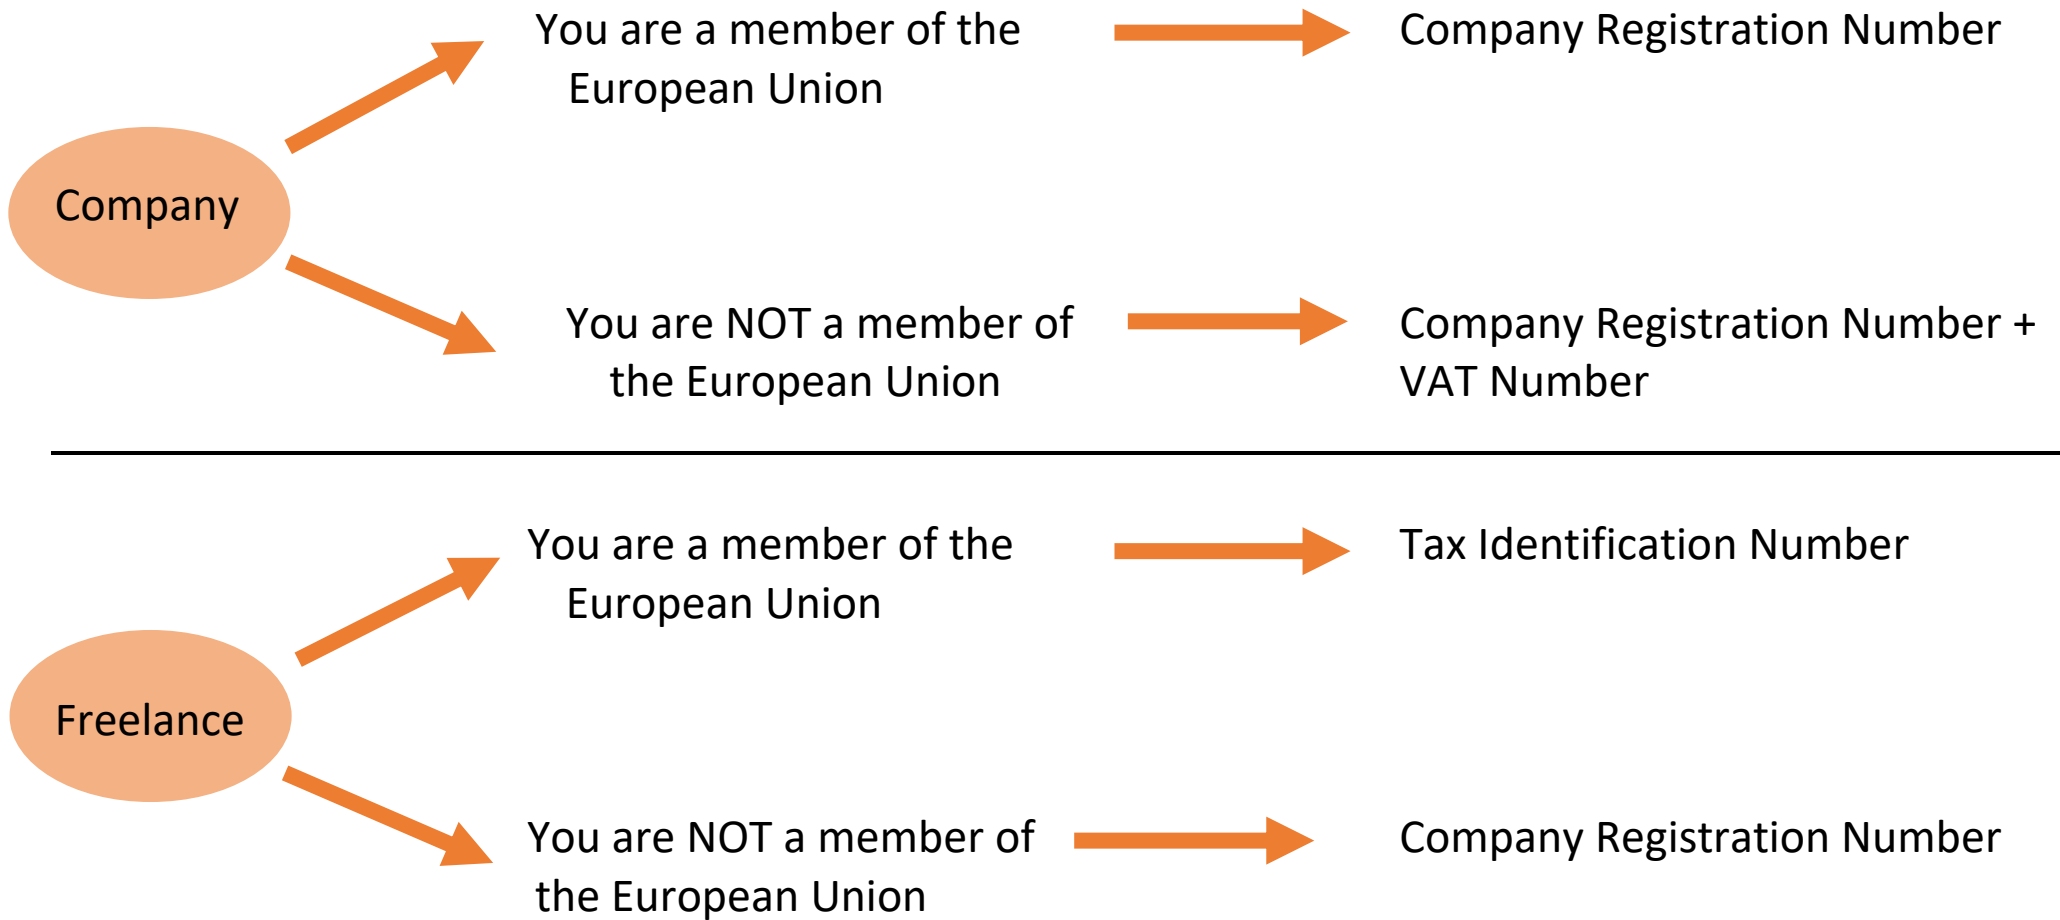 You are a member of the
European Union
Company Registration Number
Company
You are NOT a member of
the European Union
Company Registration Number +
VAT Number
You are a member of the
European Union
Tax Identification Number
Freelance
You are NOT a member of
the European Union
Company Registration Number